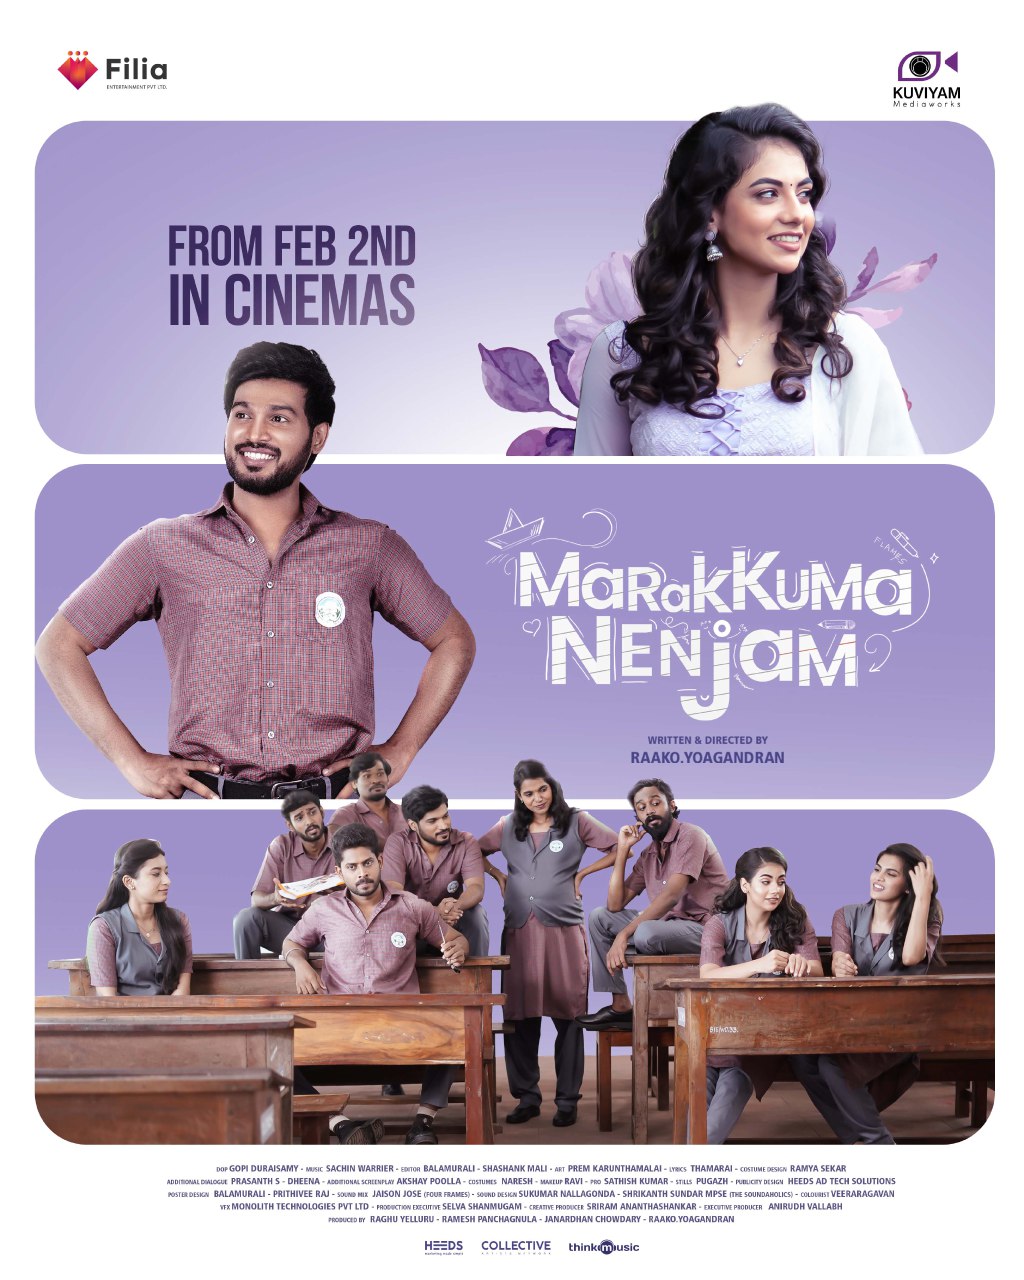 Filia
ENTERTAINMENT PVT LTD.
KUVIYAM
Mediaworks
FROM FEB 2ND
IN CINEMAS
FLAMES
MaRaKKUMa
NENjaM
WRITTEN & DIRECTED BY
RAAKO.YOAGANDRAN
DOP GOPI DURAISAMY - MUSIC SACHIN WARRIER - EDITOR BALAMURALI - SHASHANK MALI - ART PREM KARUNTHAMALAI - LYRICS THAMARAI - COSTUME DESIGN RAMYA SEKAR
ADDITIONAL DIALOGUE PRASANTH S - DHEENA - ADDITIONAL SCREENPLAY AKSHAY POOLLA - COSTUMES NARESH - MAKEUP RAVI - PRO SATHISH KUMAR - STILLS PUGAZH - PUBLICITY DESIGN HEEDS AD TECH SOLUTIONS
POSTER DESIGN BALAMURALI - PRITHIVEE RAJ - SOUND MIX JAISON JOSE (FOUR FRAMES) - SOUND DESIGN SUKUMAR NALLAGONDA - SHRIKANTH SUNDAR MPSE (THE SOUNDAHOLICS) - COLOURIST VEERARAGAVAN
VFX MONOLITH TECHNOLOGIES PVT LTD - PRODUCTION EXECUTIVE SELVA SHANMUGAM - CREATIVE PRODUCER SRIRAM ANANTHASHANKAR - EXECUTIVE PRODUCER ANIRUDH VALLABH
PRODUCED BY RAGHU YELLURU - RAMESH PANCHAGNULA - JANARDHAN CHOWDARY - RAAKO.YOAGANDRAN
HEEDS
COLLECTIVE
ARTISTS NETWORK
think music